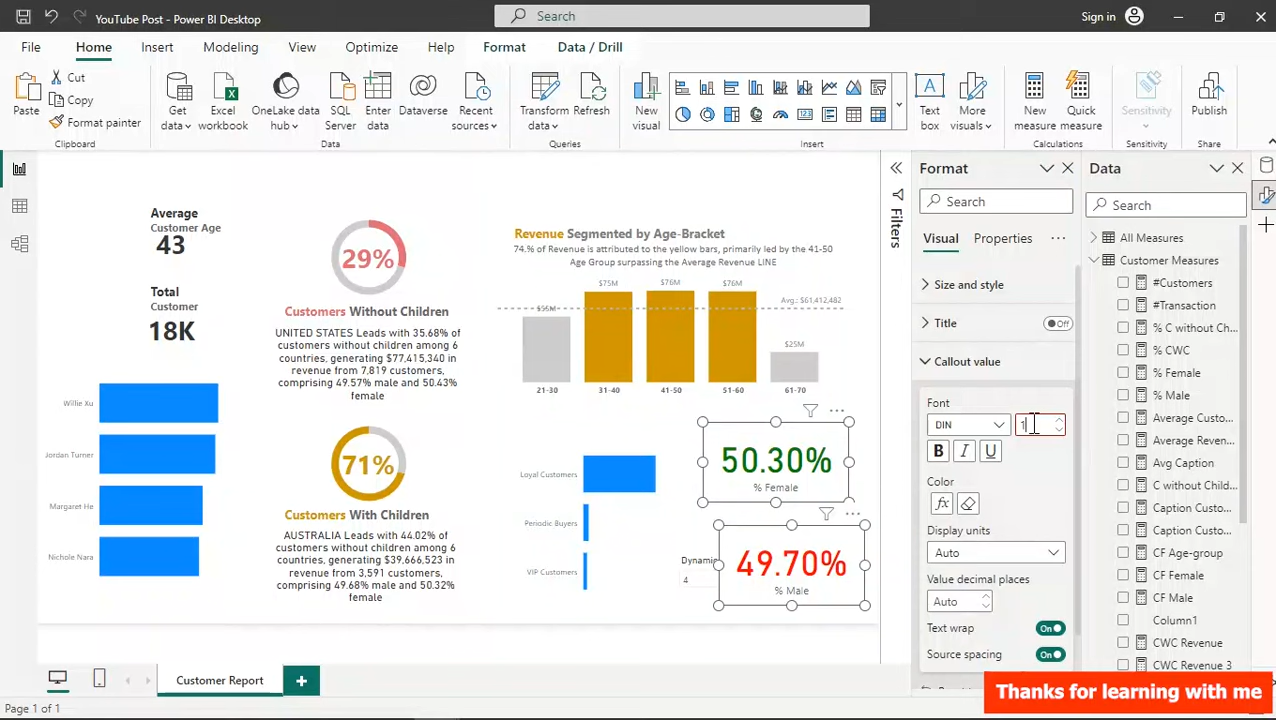 YouTube Post - Power BI Desktop
Search
Sign in
File
Home
Insert
Modeling
View
Optimize
Help
Format
Data / Drill
Paste
Cut
Copy
Format painter
Clipboard
Get data
Excel workbook
OneLake data hub
SQL Server
Enter data
Dataverse
Recent sources
Data
Transform data
Refresh
Queries
New visual
Text box
More visuals
Insert
New measure
Quick measure
Calculations
Sensitivity
Sensitivity
Publish
Share
Average
Customer Age
43
Total
Customer
18K
Willie Xu
Jordan Turner
Margaret He
Nichole Nara
29%
Customers Without Children
UNITED STATES Leads with 35.68% of
customers without children among 6
countries, generating $77,415,340 in
revenue from 7,819 customers,
comprising 49.57% male and 50.43%
female
71%
Customers With Children
AUSTRALIA Leads with 44.02% of
customers without children among 6
countries, generating $39,666,523 in
revenue from 3,591 customers,
comprising 49.68% male and 50.32%
female
Revenue Segmented by Age-Bracket
74.% of Revenue is attributed to the yellow bars, primarily led by the 41-50
Age Group surpassing the Average Revenue LINE
$55M
$75M
$76M
$76M
$25M
Avg.: $61,412,482
21-30
31-40
41-50
51-60
61-70
Loyal Customers
Periodic Buyers
VIP Customers
50.30%
% Female
Dynamic
4
49.70%
% Male
Filters
Format
Search
Visual
Properties
Size and style
Title
Off
Callout value
Font
DIN
1
B
I
U
Color
fx
Display units
Auto
Value decimal places
Auto
Text wrap
On
Source spacing
On
Data
Search
All Measures
Customer Measures
#Customers
#Transaction
% C without Ch...
% CWC
% Female
% Male
Average Custo...
Average Reven...
Avg Caption
C without Child...
Caption Custo...
Caption Custo...
CF Age-group
CF Female
CF Male
Column1
CWC Revenue
CWC Revenue 3
Customer Report
Page 1 of 1
Thanks for learning with me